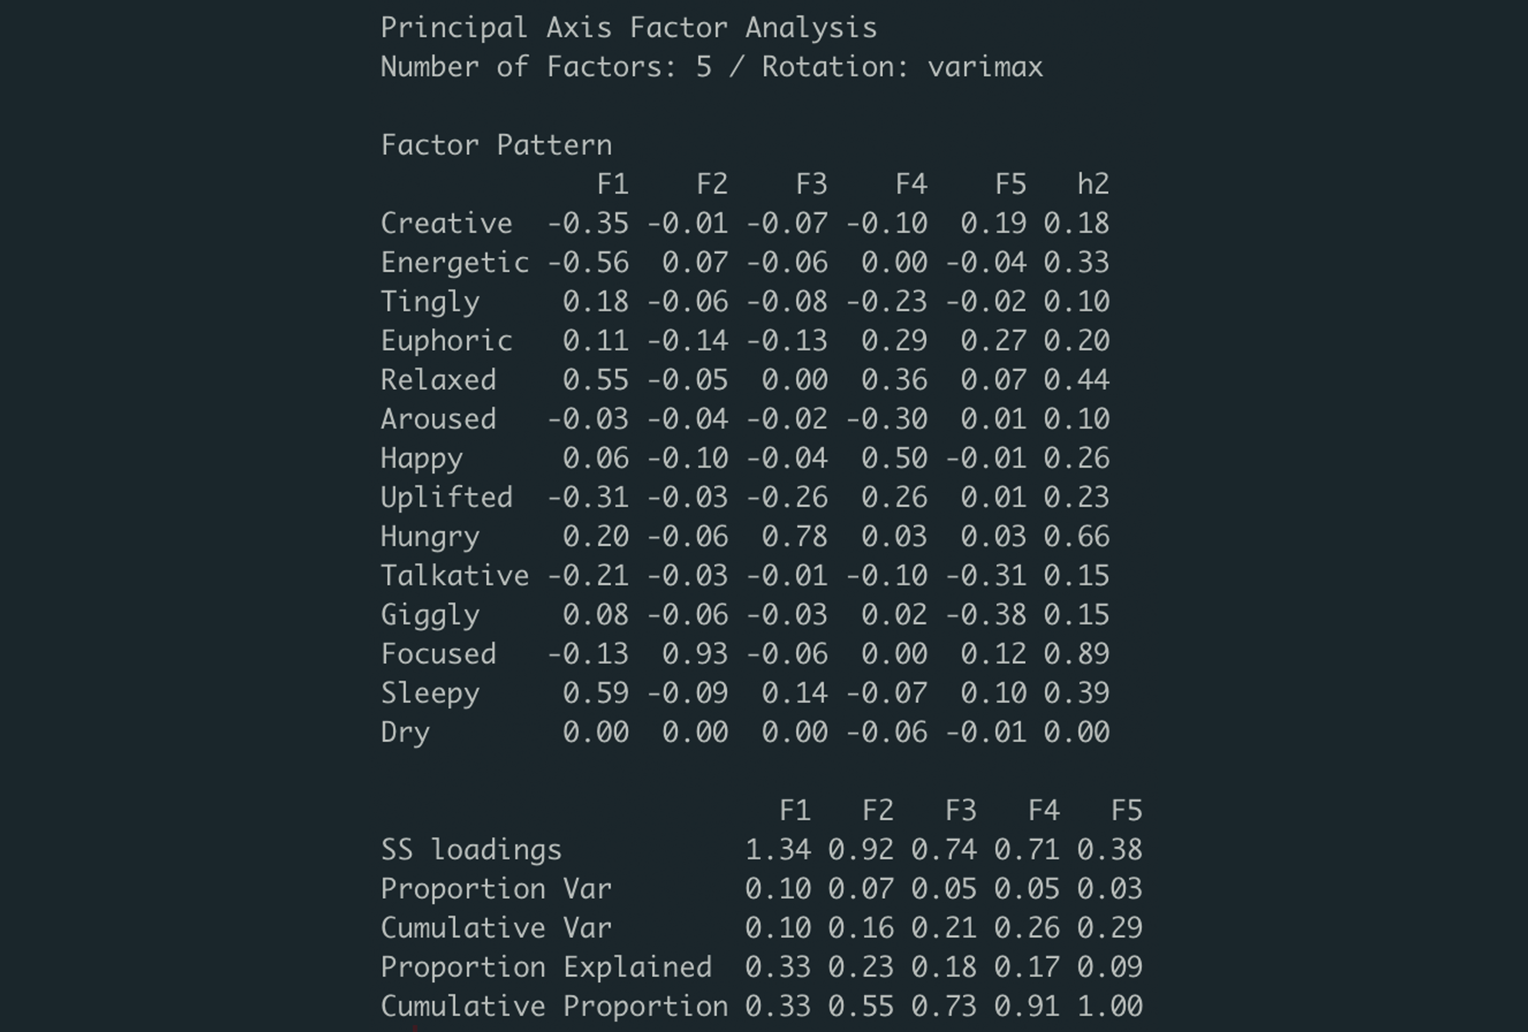 Principal Axis Factor Analysis
Number of Factors: 5 / Rotation: varimax
Factor Pattern
F1 F2 F3 F4 F5 h2
Creative -0.35 -0.01 -0.07 -0.10 0.19 0.18
Energetic -0.56 0.07 -0.06 0.00 -0.04 0.33
Tingly 0.18 -0.06 -0.08 -0.23 -0.02 0.10
Euphoric 0.11 -0.14 -0.13 0.29 0.27 0.20
Relaxed 0.55 -0.05 0.00 0.36 0.07 0.44
Aroused -0.03 -0.04 -0.02 -0.30 0.01 0.10
Happy 0.06 -0.10 -0.04 0.50 -0.01 0.26
Uplifted -0.31 -0.03 -0.26 0.26 0.01 0.23
Hungry 0.20 -0.06 0.78 0.03 0.03 0.66
Talkative -0.21 -0.03 -0.01 -0.10 -0.31 0.15
Giggly 0.08 -0.06 -0.03 0.02 -0.38 0.15
Focused -0.13 0.93 -0.06 0.00 0.12 0.89
Sleepy 0.59 -0.09 0.14 -0.07 0.10 0.39
Dry 0.00 0.00 0.00 -0.06 -0.01 0.00
F1 F2 F3 F4 F5
SS loadings 1.34 0.92 0.74 0.71 0.38
Proportion Var 0.10 0.07 0.05 0.05 0.03
Cumulative Var 0.10 0.16 0.21 0.26 0.29
Proportion Explained 0.33 0.23 0.18 0.17 0.09
Cumulative Proportion 0.33 0.55 0.73 0.91 1.00